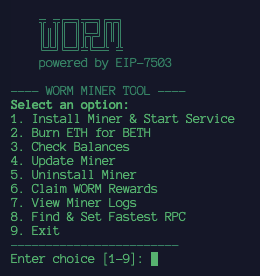 WORM
powered by EIP-7503
---- WORM MINER TOOL ----
Select an option:
1. Install Miner & Start Service
2. Burn ETH for BETH
3. Check Balances
4. Update Miner
5. Uninstall Miner
6. Claim WORM Rewards
7. View Miner Logs
8. Find & Set Fastest RPC
9. Exit
------------------------
Enter choice [1-9]: